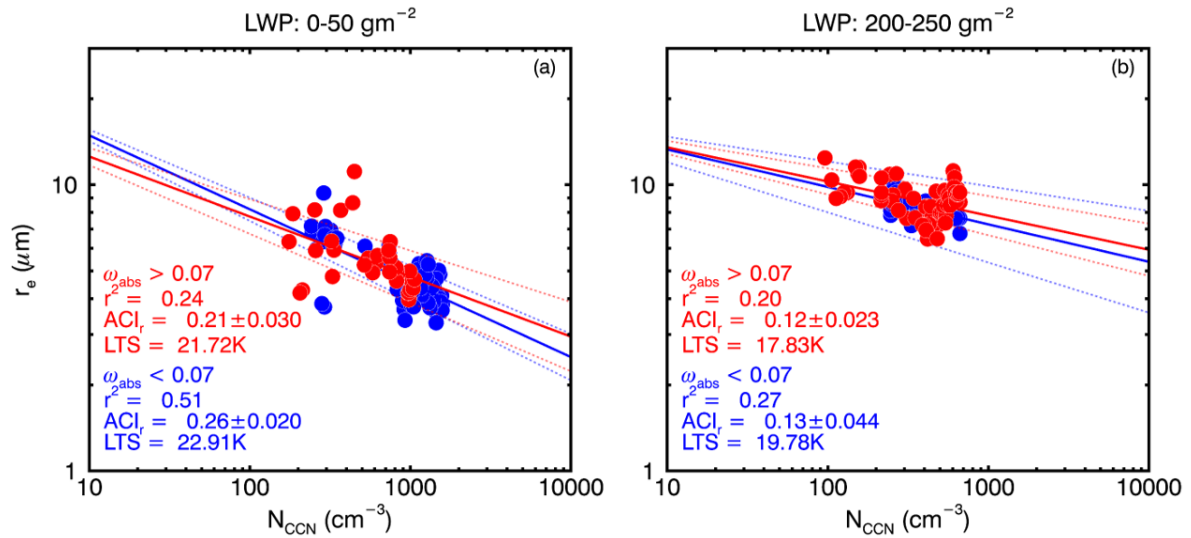 LWP: 0-50 gm⁻²
(a)
r_e (μm)
10
1
ω_abs > 0.07
r² = 0.24
ACI_r = 0.21±0.030
LTS = 21.72K
ω_abs < 0.07
r² = 0.51
ACI_r = 0.26±0.020
LTS = 22.91K
10 100 1000 10000
N_CCN (cm⁻³)
LWP: 200-250 gm⁻²
(b)
ω_abs > 0.07
r² = 0.20
ACI_r = 0.12±0.023
LTS = 17.83K
ω_abs < 0.07
r² = 0.27
ACI_r = 0.13±0.044
LTS = 19.78K
10
1
10 100 1000 10000
N_CCN (cm⁻³)